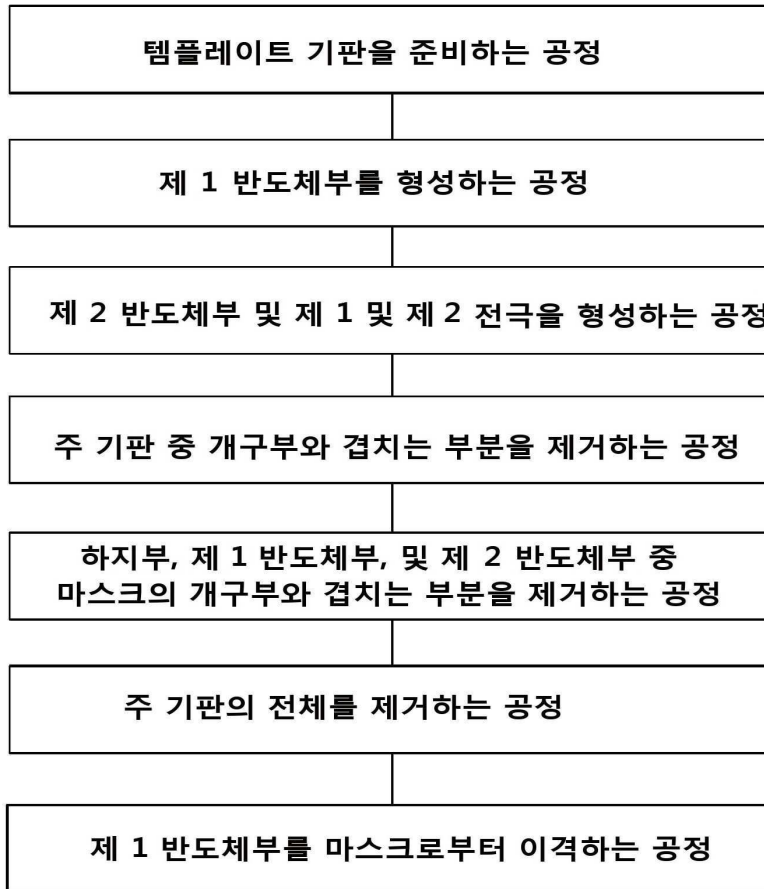 템플레이트 기판을 준비하는 공정
제 1 반도체부를 형성하는 공정
제 2 반도체부 및 제 1 및 제 2 전극을 형성하는 공정
주 기판 중 개구부와 겹치는 부분을 제거하는 공정
하지부, 제 1 반도체부, 및 제 2 반도체부 중
마스크의 개구부와 겹치는 부분을 제거하는 공정
주 기판의 전체를 제거하는 공정
제 1 반도체부를 마스크로부터 이격하는 공정